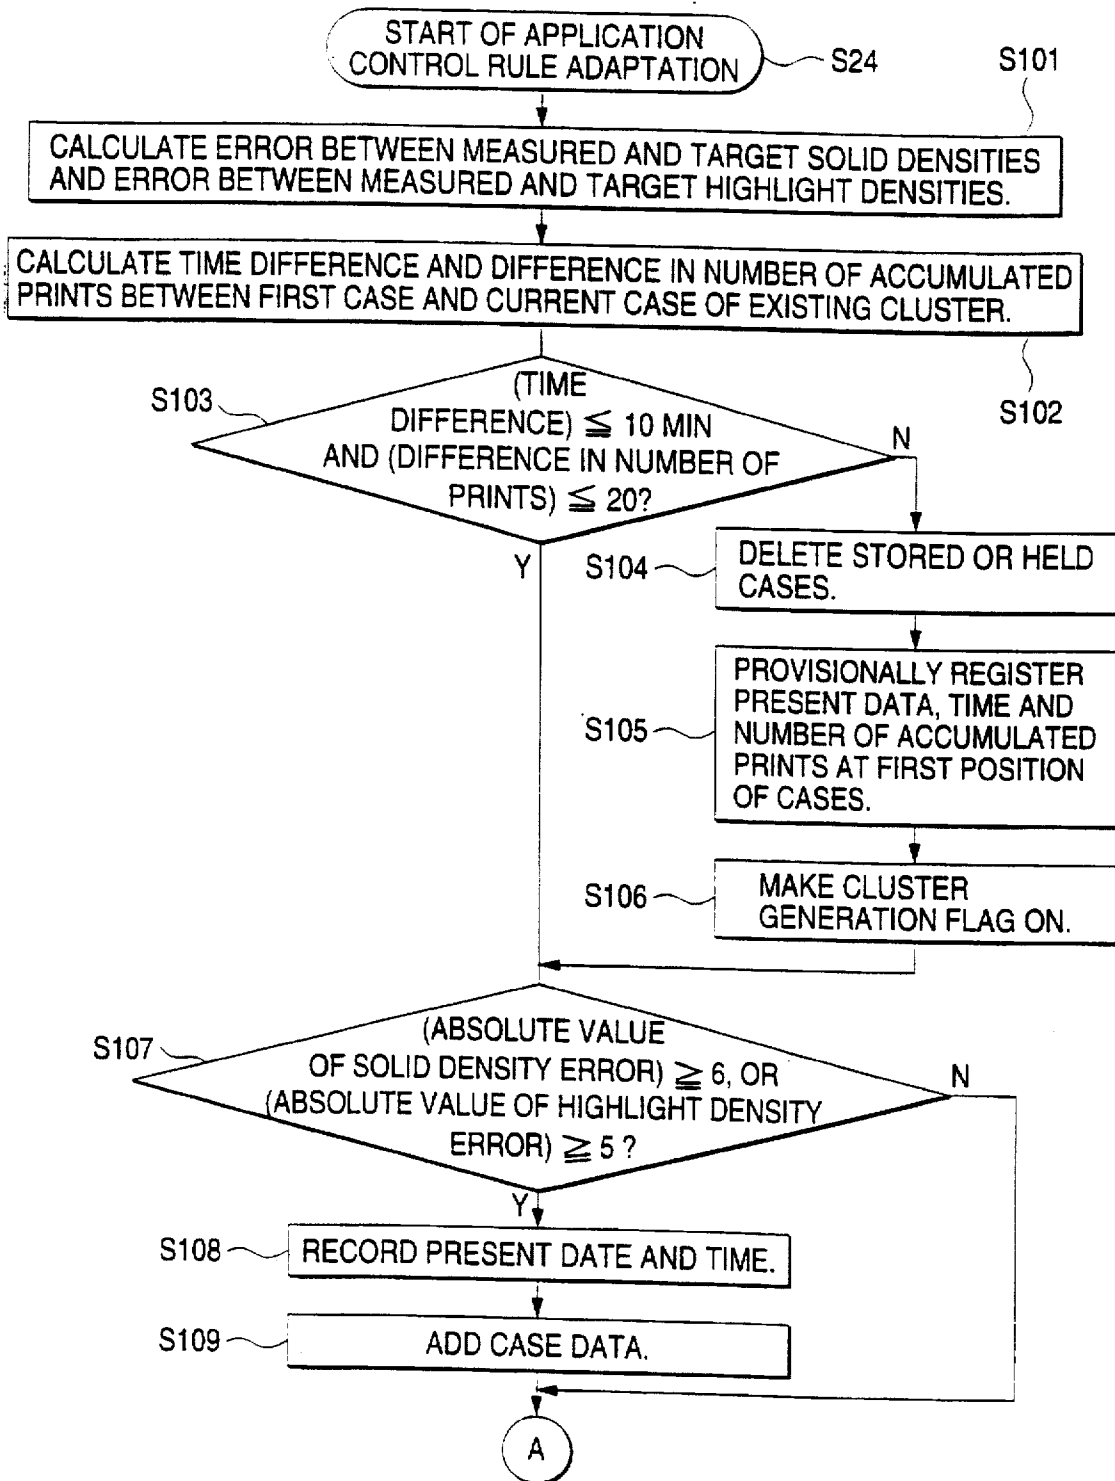 START OF APPLICATION
CONTROL RULE ADAPTATION
S24
S101
CALCULATE ERROR BETWEEN MEASURED AND TARGET SOLID DENSITIES
AND ERROR BETWEEN MEASURED AND TARGET HIGHLIGHT DENSITIES.
CALCULATE TIME DIFFERENCE AND DIFFERENCE IN NUMBER OF ACCUMULATED
PRINTS BETWEEN FIRST CASE AND CURRENT CASE OF EXISTING CLUSTER.
S102
S103
(TIME
DIFFERENCE) ≦ 10 MIN
AND (DIFFERENCE IN NUMBER OF
PRINTS) ≦ 20?
N
Y
S104
DELETE STORED OR HELD
CASES.
S105
PROVISIONALLY REGISTER
PRESENT DATA, TIME AND
NUMBER OF ACCUMULATED
PRINTS AT FIRST POSITION
OF CASES.
S106
MAKE CLUSTER
GENERATION FLAG ON.
S107
(ABSOLUTE VALUE
OF SOLID DENSITY ERROR) ≧ 6, OR
(ABSOLUTE VALUE OF HIGHLIGHT DENSITY
ERROR) ≧ 5 ?
N
Y
S108
RECORD PRESENT DATE AND TIME.
S109
ADD CASE DATA.
A